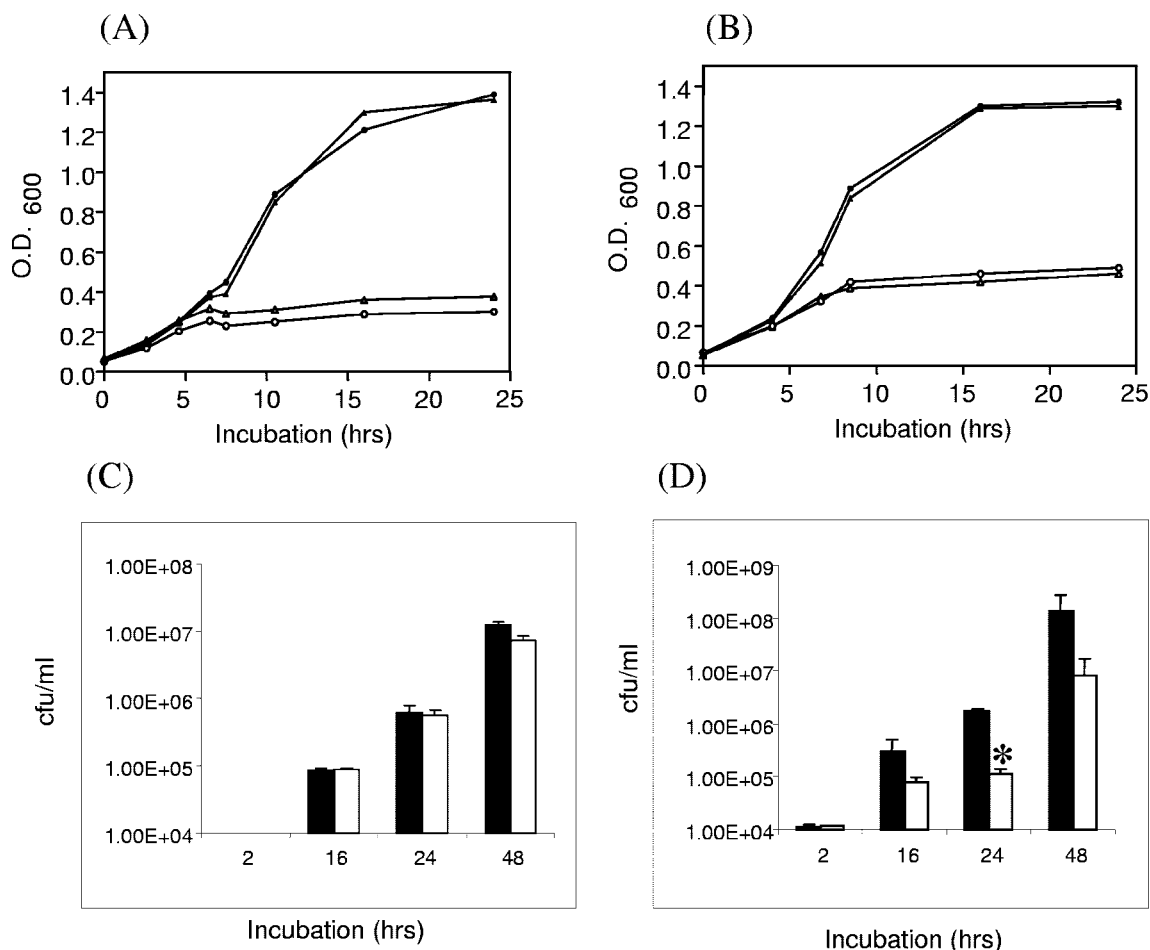 (A)
(B)
1.4
1.2
1.0
0.8
0.6
0.4
0.2
0.0
O.D. 600
0 5 10 15 20 25
Incubation (hrs)
1.4
1.2
1.0
0.8
0.6
0.4
0.2
0.0
O.D. 600
0 5 10 15 20 25
Incubation (hrs)
(C)
(D)
1.00E+08
1.00E+07
1.00E+06
1.00E+05
1.00E+04
cfu/ml
2 16 24 48
Incubation (hrs)
1.00E+09
1.00E+08
1.00E+07
1.00E+06
1.00E+05
1.00E+04
cfu/ml
*
2 16 24 48
Incubation (hrs)